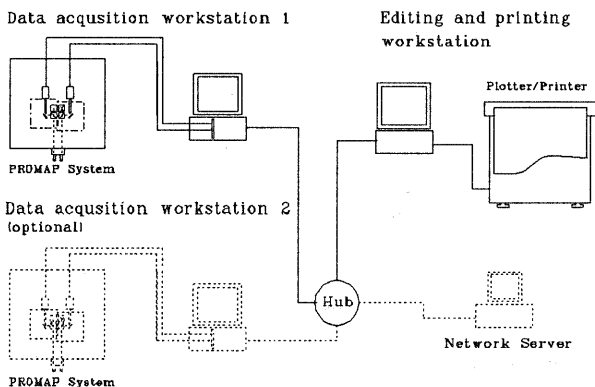 Data acqusition workstation 1
Editing and printing
workstation
Plotter/Printer
PROMAP System
Data acqusition workstation 2
(optional)
Hub
Network Server
PROMAP System